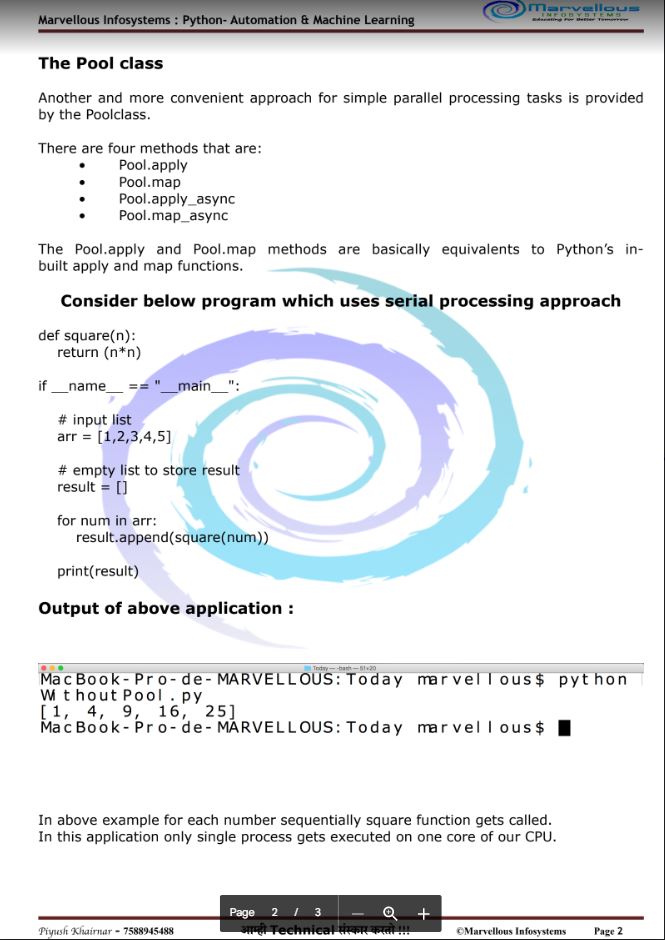 Marvellous Infosystems : Python- Automation & Machine Learning
Marvellous
INFOSYSTEMS
Educating For Better Tomorrow
The Pool class
Another and more convenient approach for simple parallel processing tasks is provided
by the Poolclass.
There are four methods that are:
• Pool.apply
• Pool.map
• Pool.apply_async
• Pool.map_async
The Pool.apply and Pool.map methods are basically equivalents to Python’s in-
built apply and map functions.
Consider below program which uses serial processing approach
def square(n):
return (n*n)
if __name__ == "__main__":
# input list
arr = [1,2,3,4,5]
# empty list to store result
result = []
for num in arr:
result.append(square(num))
print(result)
Output of above application :
Today — -bash — 51×20
MacBook-Pro-de-MARVELLOUS:Today marvellous$ python
WithoutPool.py
[1, 4, 9, 16, 25]
MacBook-Pro-de-MARVELLOUS:Today marvellous$
In above example for each number sequentially square function gets called.
In this application only single process gets executed on one core of our CPU.
Page 2 / 3 — +
Piyush Khairnar - 7588945488
आम्ही Technical संस्कार करतो !!!
©Marvellous Infosystems
Page 2